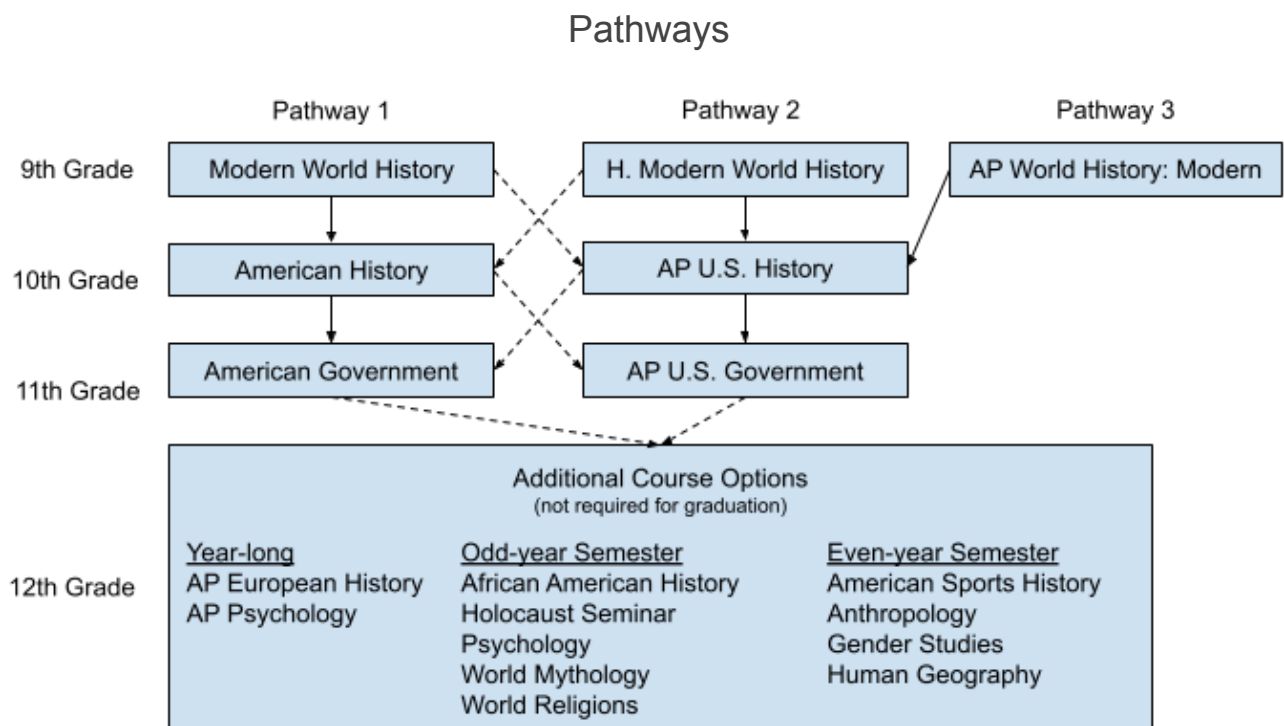 Pathways
Pathway 1
Pathway 2
Pathway 3
9th Grade
Modern World History
H. Modern World History
AP World History: Modern
10th Grade
American History
AP U.S. History
11th Grade
American Government
AP U.S. Government
12th Grade
Additional Course Options
(not required for graduation)
Year-long
AP European History
AP Psychology
Odd-year Semester
African American History
Holocaust Seminar
Psychology
World Mythology
World Religions
Even-year Semester
American Sports History
Anthropology
Gender Studies
Human Geography